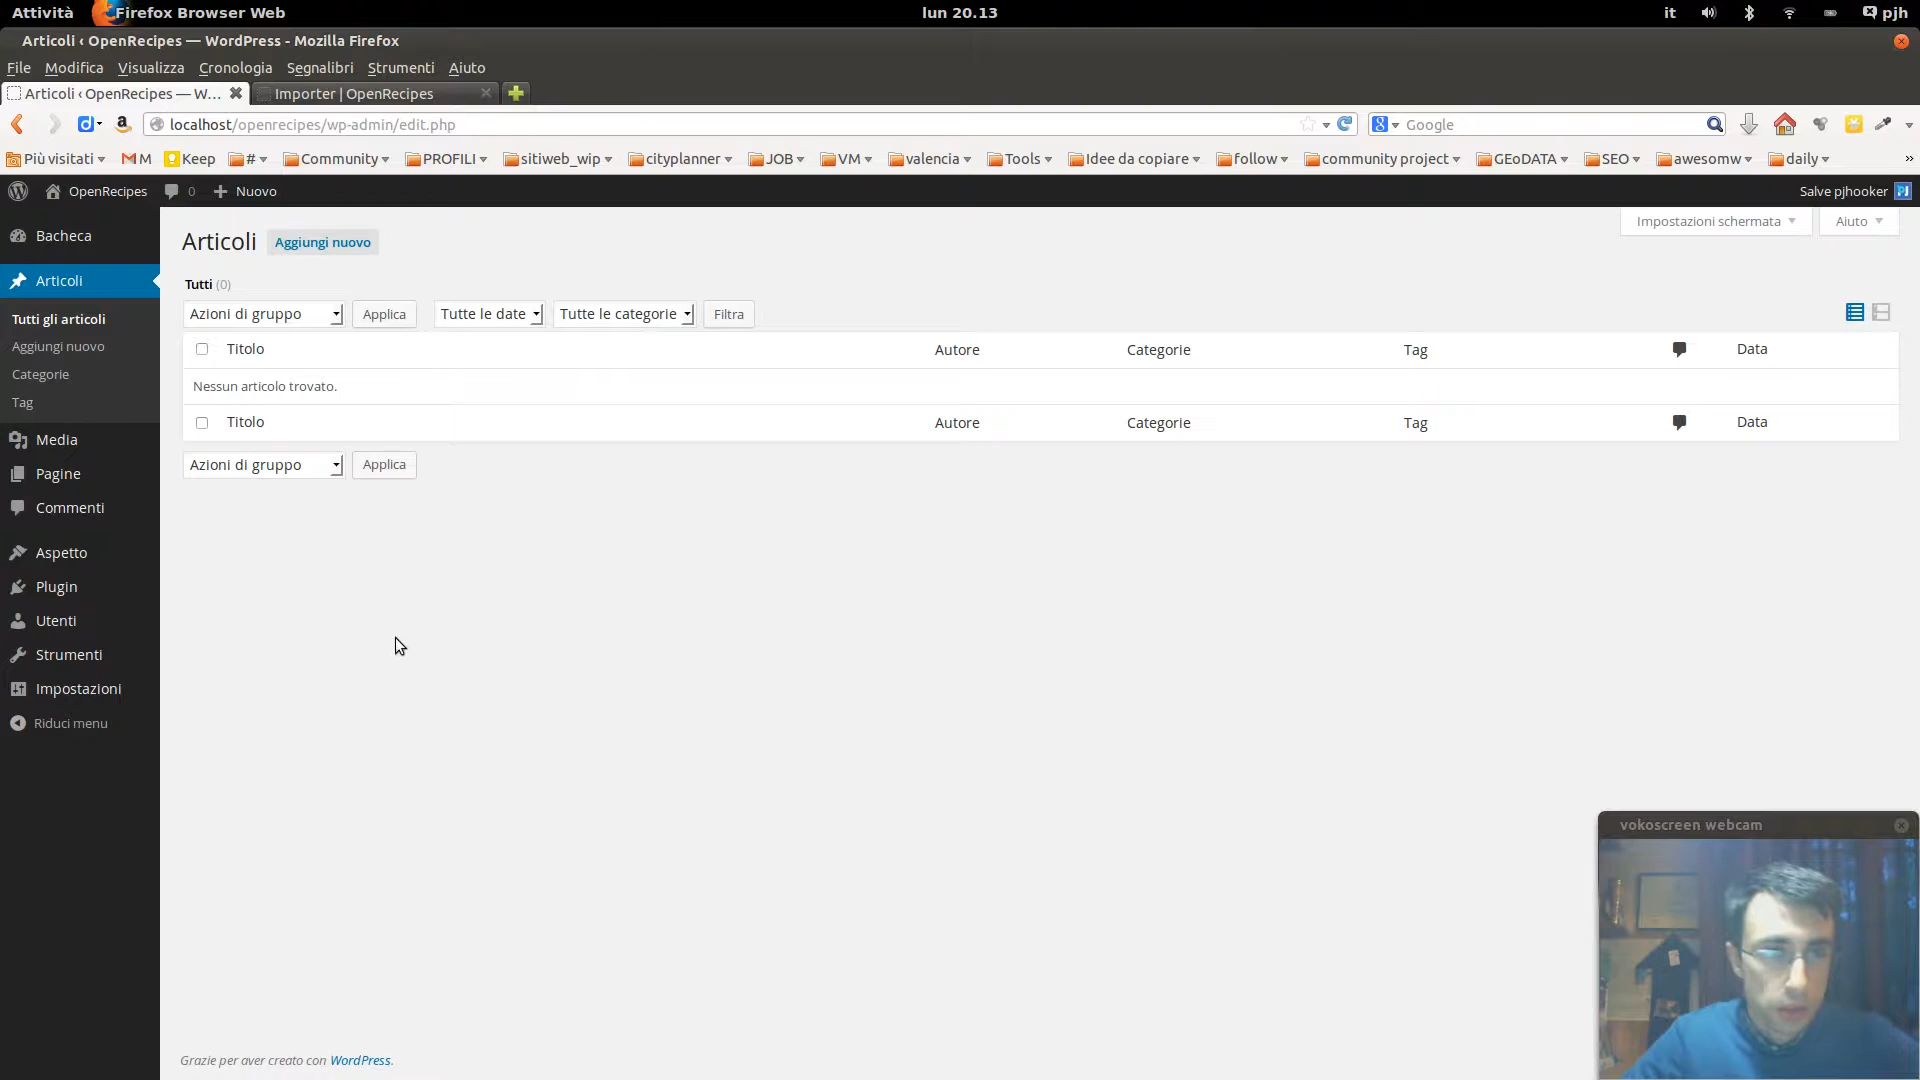 Attività Firefox Browser Web lun 20.13 it pjh
Articoli ‹ OpenRecipes — WordPress - Mozilla Firefox
File Modifica Visualizza Cronologia Segnalibri Strumenti Aiuto
Articoli ‹ OpenRecipes — W... Importer | OpenRecipes
localhost/openrecipes/wp-admin/edit.php Google
Più visitati M Keep # Community PROFILI sitiweb_wip cityplanner JOB VM valencia Tools Idee da copiare follow community project GEoDATA SEO awesomw daily »
OpenRecipes 0 Nuovo Salve pjhooker
Bacheca
Articoli
Tutti gli articoli
Aggiungi nuovo
Categorie
Tag
Media
Pagine
Commenti
Aspetto
Plugin
Utenti
Strumenti
Impostazioni
Riduci menu
Impostazioni schermata Aiuto
Articoli Aggiungi nuovo
Tutti (0)
Azioni di gruppo Applica Tutte le date Tutte le categorie Filtra
Titolo Autore Categorie Tag Data
Nessun articolo trovato.
Titolo Autore Categorie Tag Data
Azioni di gruppo Applica
vokoscreen webcam
Grazie per aver creato con WordPress.